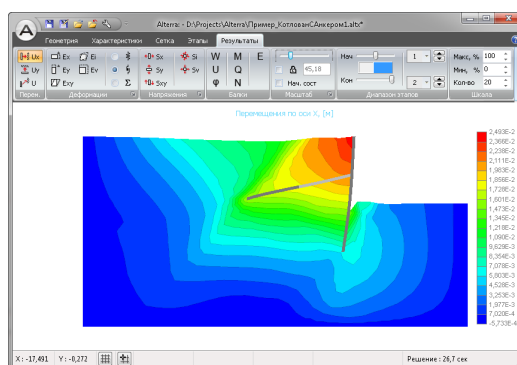 Alterra: - D:\Projects\Alterra\Пример_КотлованСАнкером1.altx*
Геометрия Характеристики Сетка Этапы Результаты
Ux Ex Ei Sx Si W M E Нач 1 Макс, % 100
Uy Ey Ev Sy Sv U Q 45,18 Мин, % 0
U Exy Σ Sxy φ N Нач. сост Кон 2 Кол-во 20
Перем. Деформации Напряжения Балки Масштаб Диапазон этапов Шкала
Перемещения по оси X, [м]
2,493E-2
2,366E-2
2,238E-2
2,111E-2
1,983E-2
1,856E-2
1,728E-2
1,601E-2
1,473E-2
1,345E-2
1,218E-2
1,090E-2
9,629E-3
8,354E-3
7,078E-3
5,803E-3
4,528E-3
3,253E-3
1,977E-3
7,020E-4
-5,733E-4
X : -17,491 Y : -0,272 Решение : 26,7 сек